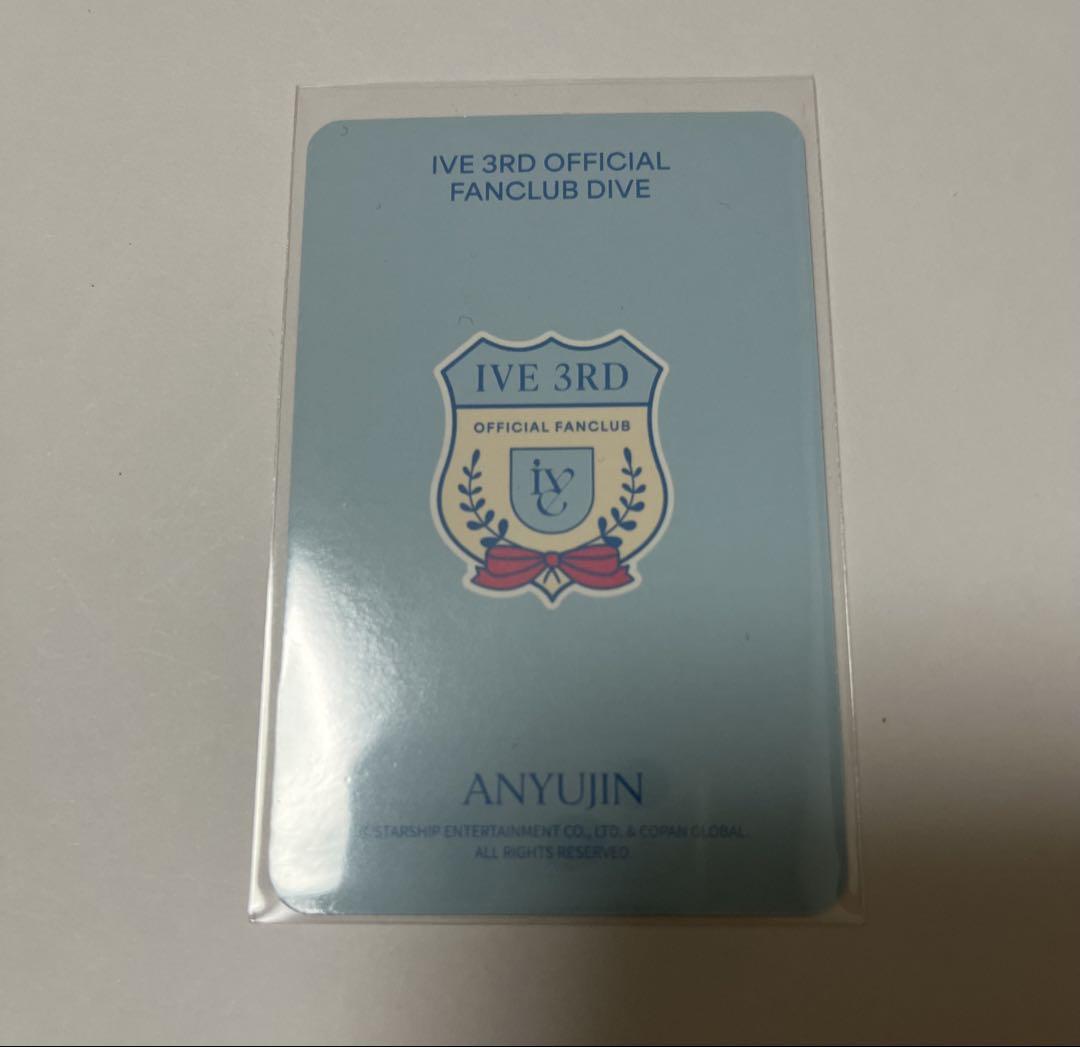 IVE 3RD OFFICIAL
FANCLUB DIVE
IVE 3RD
OFFICIAL FANCLUB
ive
ANYUJIN
© STARSHIP ENTERTAINMENT CO., LTD. & COPAN GLOBAL.
ALL RIGHTS RESERVED.